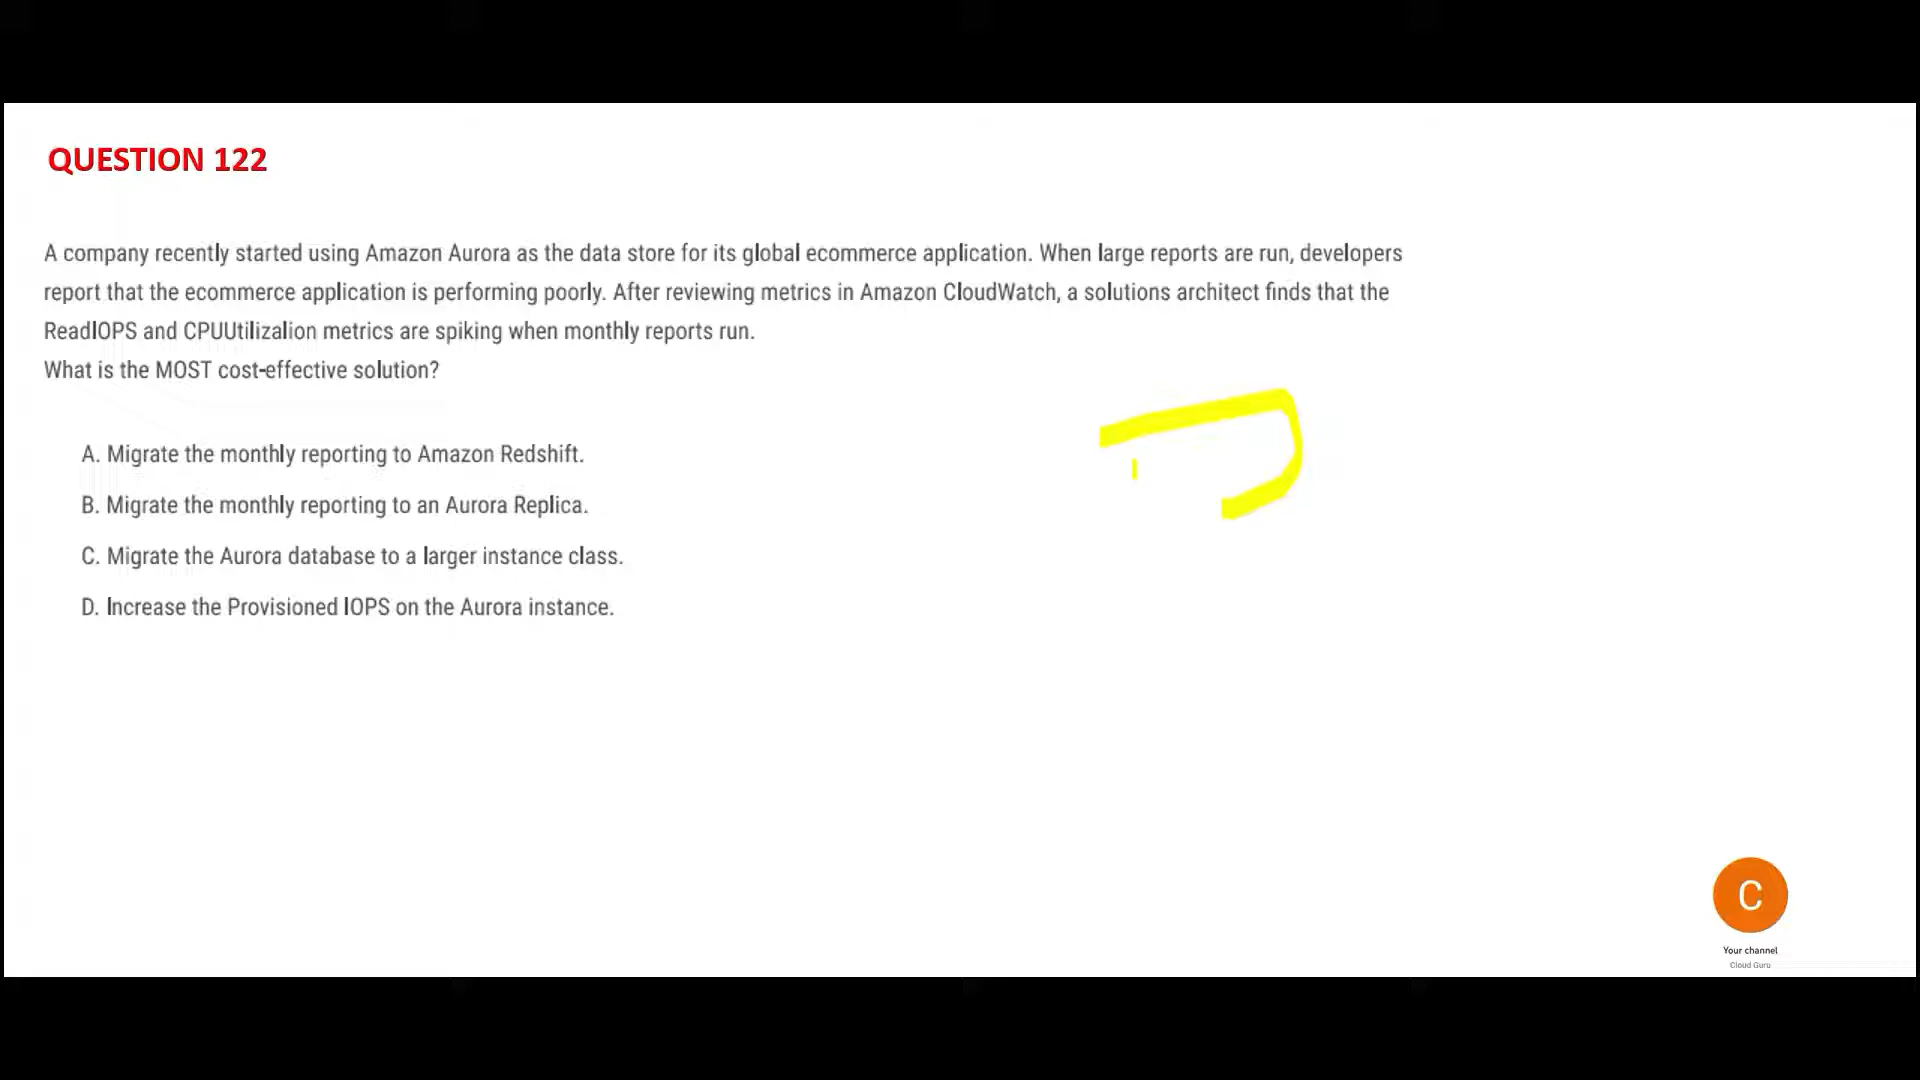 QUESTION 122
A company recently started using Amazon Aurora as the data store for its global ecommerce application. When large reports are run, developers
report that the ecommerce application is performing poorly. After reviewing metrics in Amazon CloudWatch, a solutions architect finds that the
ReadIOPS and CPUUtilizalion metrics are spiking when monthly reports run.
What is the MOST cost-effective solution?
A. Migrate the monthly reporting to Amazon Redshift.
B. Migrate the monthly reporting to an Aurora Replica.
C. Migrate the Aurora database to a larger instance class.
D. Increase the Provisioned IOPS on the Aurora instance.
C
Your channel
Cloud Guru